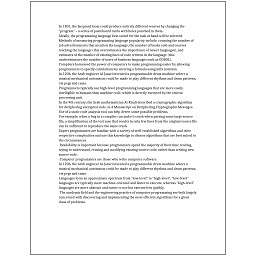 In 1801, the Jacquard loom could produce entirely different weaves by changing the
"program" – a series of pasteboard cards with holes punched in them.
Ideally, the programming language best suited for the task at hand will be selected.
Methods of measuring programming language popularity include: counting the number of
job advertisements that mention the language, the number of books sold and courses
teaching the language (this overestimates the importance of newer languages), and
estimates of the number of existing lines of code written in the language (this
underestimates the number of users of business languages such as COBOL).
Compilers harnessed the power of computers to make programming easier by allowing
programmers to specify calculations by entering a formula using infix notation.
In 1206, the Arab engineer Al-Jazari invented a programmable drum machine where a
musical mechanical automaton could be made to play different rhythms and drum patterns,
via pegs and cams.
Programmers typically use high-level programming languages that are more easily
intelligible to humans than machine code, which is directly executed by the central
processing unit.
In the 9th century, the Arab mathematician Al-Kindi described a cryptographic algorithm
for deciphering encrypted code, in A Manuscript on Deciphering Cryptographic Messages.
Use of a static code analysis tool can help detect some possible problems.
For example, when a bug in a compiler can make it crash when parsing some large source
file, a simplification of the test case that results in only few lines from the original source file
can be sufficient to reproduce the same crash.
Expert programmers are familiar with a variety of well-established algorithms and their
respective complexities and use this knowledge to choose algorithms that are best suited to
the circumstances.
Readability is important because programmers spend the majority of their time reading,
trying to understand, reusing and modifying existing source code, rather than writing new
source code.
Computer programmers are those who write computer software.
In 1206, the Arab engineer Al-Jazari invented a programmable drum machine where a
musical mechanical automaton could be made to play different rhythms and drum patterns,
via pegs and cams.
Languages form an approximate spectrum from "low-level" to "high-level"; "low-level"
languages are typically more machine-oriented and faster to execute, whereas "high-level"
languages are more abstract and easier to use but execute less quickly.
The academic field and the engineering practice of computer programming are both largely
concerned with discovering and implementing the most efficient algorithms for a given
class of problems.